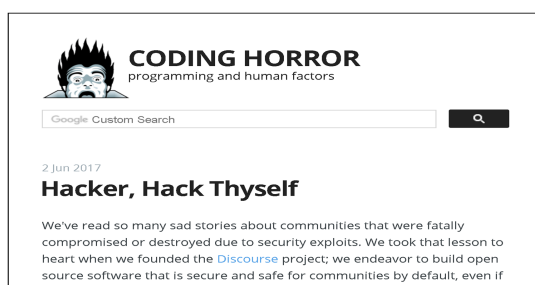 CODING HORROR
programming and human factors
Google Custom Search
2 Jun 2017
Hacker, Hack Thyself
We've read so many sad stories about communities that were fatally
compromised or destroyed due to security exploits. We took that lesson to
heart when we founded the Discourse project; we endeavor to build open
source software that is secure and safe for communities by default, even if